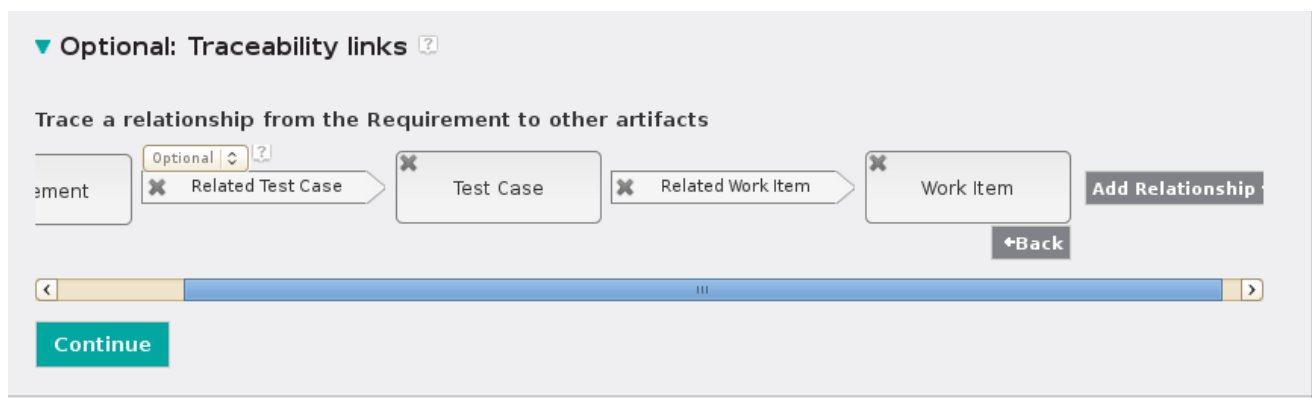 Optional: Traceability links ?
Trace a relationship from the Requirement to other artifacts
Optional ?
ement Related Test Case Test Case Related Work Item Work Item Add Relationship
Back
Continue